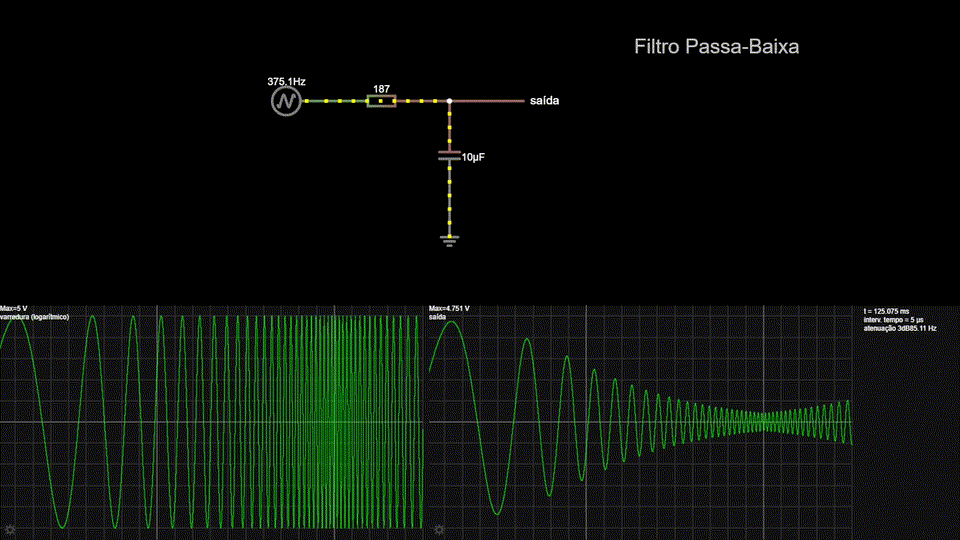 Filtro Passa-Baixa
375.1Hz
187
saída
10μF
Max=5 V
varredura (logarítmico)
Max=4.751 V
saída
t = 125.075 ms
interv. tempo = 5 μs
atenuação 3dB85.11 Hz